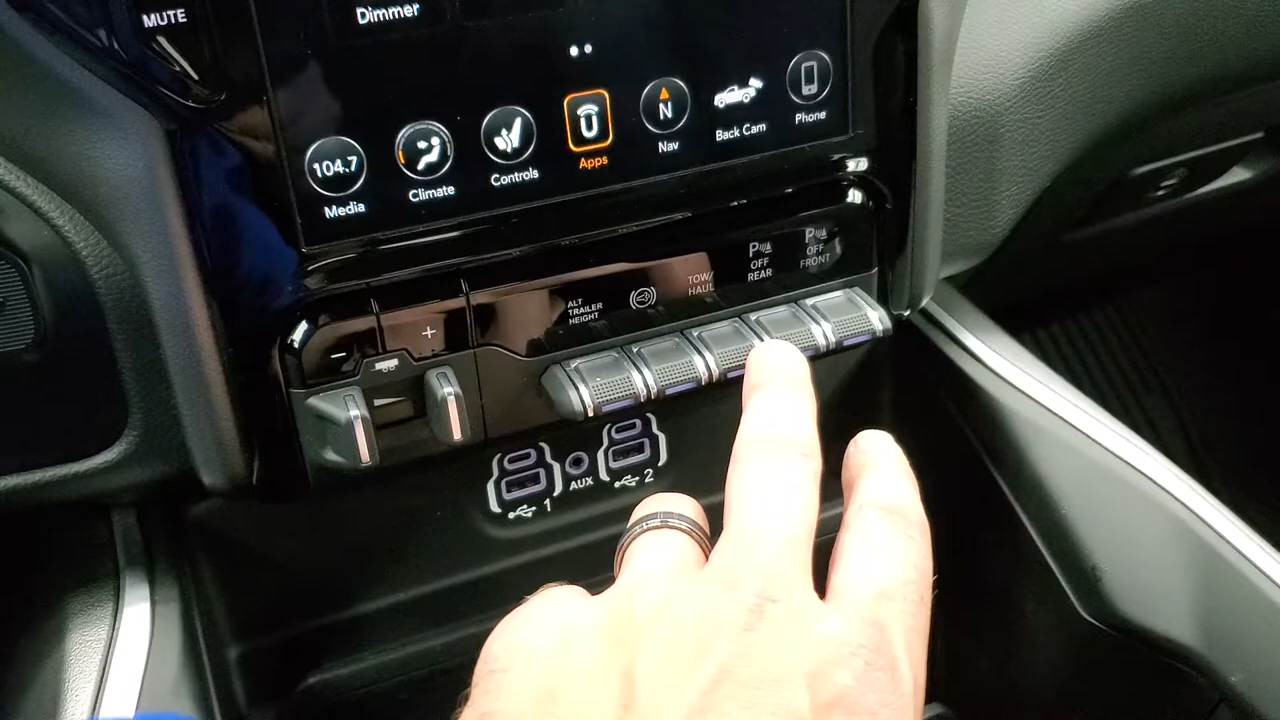 MUTE
Dimmer
104.7
Media
Climate
Controls
Apps
N
Nav
Back Cam
Phone
- +
ALT
TRAILER
HEIGHT
TOW/
HAUL
P
OFF
REAR
P
OFF
FRONT
1
AUX
2